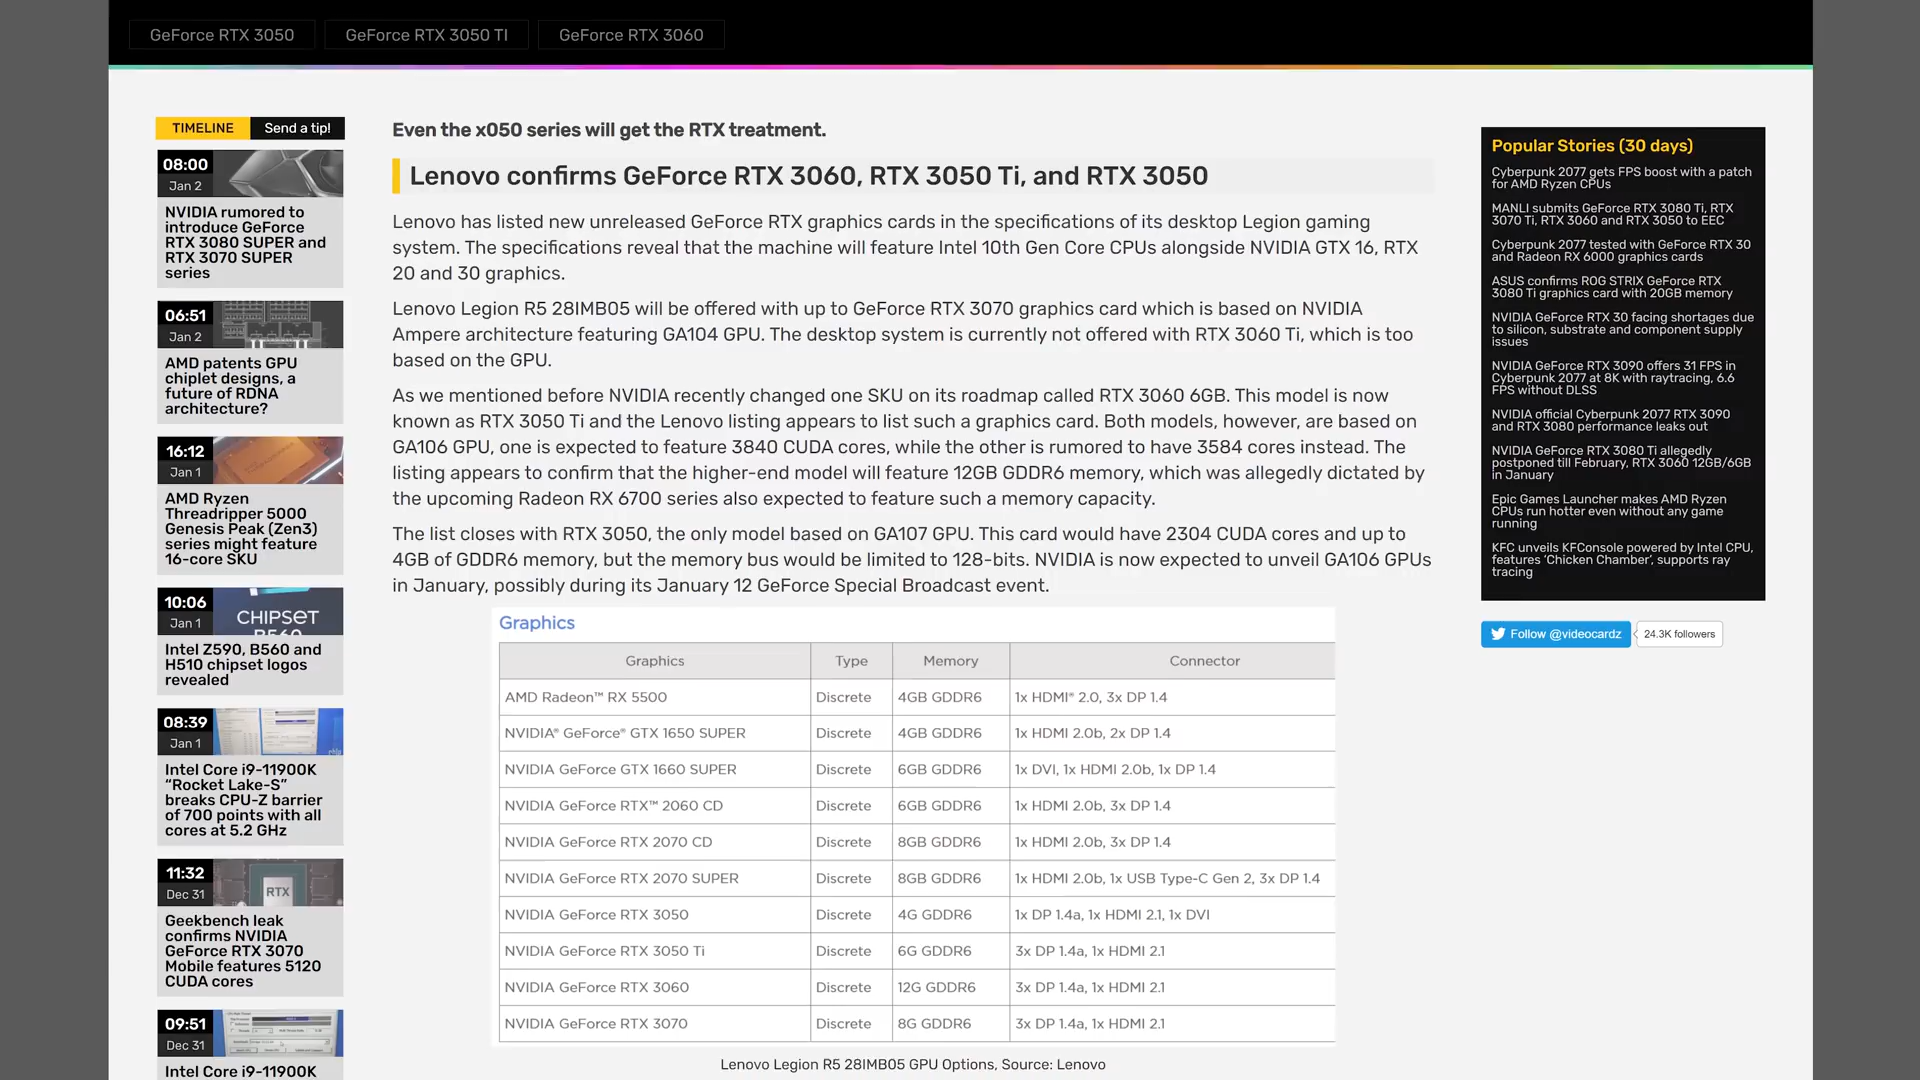 GeForce RTX 3050
GeForce RTX 3050 TI
GeForce RTX 3060
TIMELINE
Send a tip!
08:00
Jan 2
NVIDIA rumored to
introduce GeForce
RTX 3080 SUPER and
RTX 3070 SUPER
series
06:51
Jan 2
AMD patents GPU
chiplet designs, a
future of RDNA
architecture?
16:12
Jan 1
AMD Ryzen
Threadripper 5000
Genesis Peak (Zen3)
series might feature
16-core SKU
10:06
Jan 1
CHIPSET
B560
Intel Z590, B560 and
H510 chipset logos
revealed
08:39
Jan 1
Intel Core i9-11900K
“Rocket Lake-S”
breaks CPU-Z barrier
of 700 points with all
cores at 5.2 GHz
11:32
Dec 31
RTX
Geekbench leak
confirms NVIDIA
GeForce RTX 3070
Mobile features 5120
CUDA cores
09:51
Dec 31
Intel Core i9-11900K
Even the x050 series will get the RTX treatment.
Lenovo confirms GeForce RTX 3060, RTX 3050 Ti, and RTX 3050
Lenovo has listed new unreleased GeForce RTX graphics cards in the specifications of its desktop Legion gaming
system. The specifications reveal that the machine will feature Intel 10th Gen Core CPUs alongside NVIDIA GTX 16, RTX
20 and 30 graphics.
Lenovo Legion R5 28IMB05 will be offered with up to GeForce RTX 3070 graphics card which is based on NVIDIA
Ampere architecture featuring GA104 GPU. The desktop system is currently not offered with RTX 3060 Ti, which is too
based on the GPU.
As we mentioned before NVIDIA recently changed one SKU on its roadmap called RTX 3060 6GB. This model is now
known as RTX 3050 Ti and the Lenovo listing appears to list such a graphics card. Both models, however, are based on
GA106 GPU, one is expected to feature 3840 CUDA cores, while the other is rumored to have 3584 cores instead. The
listing appears to confirm that the higher-end model will feature 12GB GDDR6 memory, which was allegedly dictated by
the upcoming Radeon RX 6700 series also expected to feature such a memory capacity.
The list closes with RTX 3050, the only model based on GA107 GPU. This card would have 2304 CUDA cores and up to
4GB of GDDR6 memory, but the memory bus would be limited to 128-bits. NVIDIA is now expected to unveil GA106 GPUs
in January, possibly during its January 12 GeForce Special Broadcast event.
Graphics
Graphics Type Memory Connector
AMD Radeon™ RX 5500 Discrete 4GB GDDR6 1x HDMI® 2.0, 3x DP 1.4
NVIDIA® GeForce® GTX 1650 SUPER Discrete 4GB GDDR6 1x HDMI 2.0b, 2x DP 1.4
NVIDIA GeForce GTX 1660 SUPER Discrete 6GB GDDR6 1x DVI, 1x HDMI 2.0b, 1x DP 1.4
NVIDIA GeForce RTX™ 2060 CD Discrete 6GB GDDR6 1x HDMI 2.0b, 3x DP 1.4
NVIDIA GeForce RTX 2070 CD Discrete 8GB GDDR6 1x HDMI 2.0b, 3x DP 1.4
NVIDIA GeForce RTX 2070 SUPER Discrete 8GB GDDR6 1x HDMI 2.0b, 1x USB Type-C Gen 2, 3x DP 1.4
NVIDIA GeForce RTX 3050 Discrete 4G GDDR6 1x DP 1.4a, 1x HDMI 2.1, 1x DVI
NVIDIA GeForce RTX 3050 Ti Discrete 6G GDDR6 3x DP 1.4a, 1x HDMI 2.1
NVIDIA GeForce RTX 3060 Discrete 12G GDDR6 3x DP 1.4a, 1x HDMI 2.1
NVIDIA GeForce RTX 3070 Discrete 8G GDDR6 3x DP 1.4a, 1x HDMI 2.1
Lenovo Legion R5 28IMB05 GPU Options, Source: Lenovo
Popular Stories (30 days)
Cyberpunk 2077 gets FPS boost with a patch
for AMD Ryzen CPUs
MANLI submits GeForce RTX 3080 Ti, RTX
3070 Ti, RTX 3060 and RTX 3050 to EEC
Cyberpunk 2077 tested with GeForce RTX 30
and Radeon RX 6000 graphics cards
ASUS confirms ROG STRIX GeForce RTX
3080 Ti graphics card with 20GB memory
NVIDIA GeForce RTX 30 facing shortages due
to silicon, substrate and component supply
issues
NVIDIA GeForce RTX 3090 offers 31 FPS in
Cyberpunk 2077 at 8K with raytracing, 6.6
FPS without DLSS
NVIDIA official Cyberpunk 2077 RTX 3090
and RTX 3080 performance leaks out
NVIDIA GeForce RTX 3080 Ti allegedly
postponed till February, RTX 3060 12GB/6GB
in January
Epic Games Launcher makes AMD Ryzen
CPUs run hotter even without any game
running
KFC unveils KFConsole powered by Intel CPU,
features ‘Chicken Chamber’, supports ray
tracing
Follow @videocardz
24.3K followers